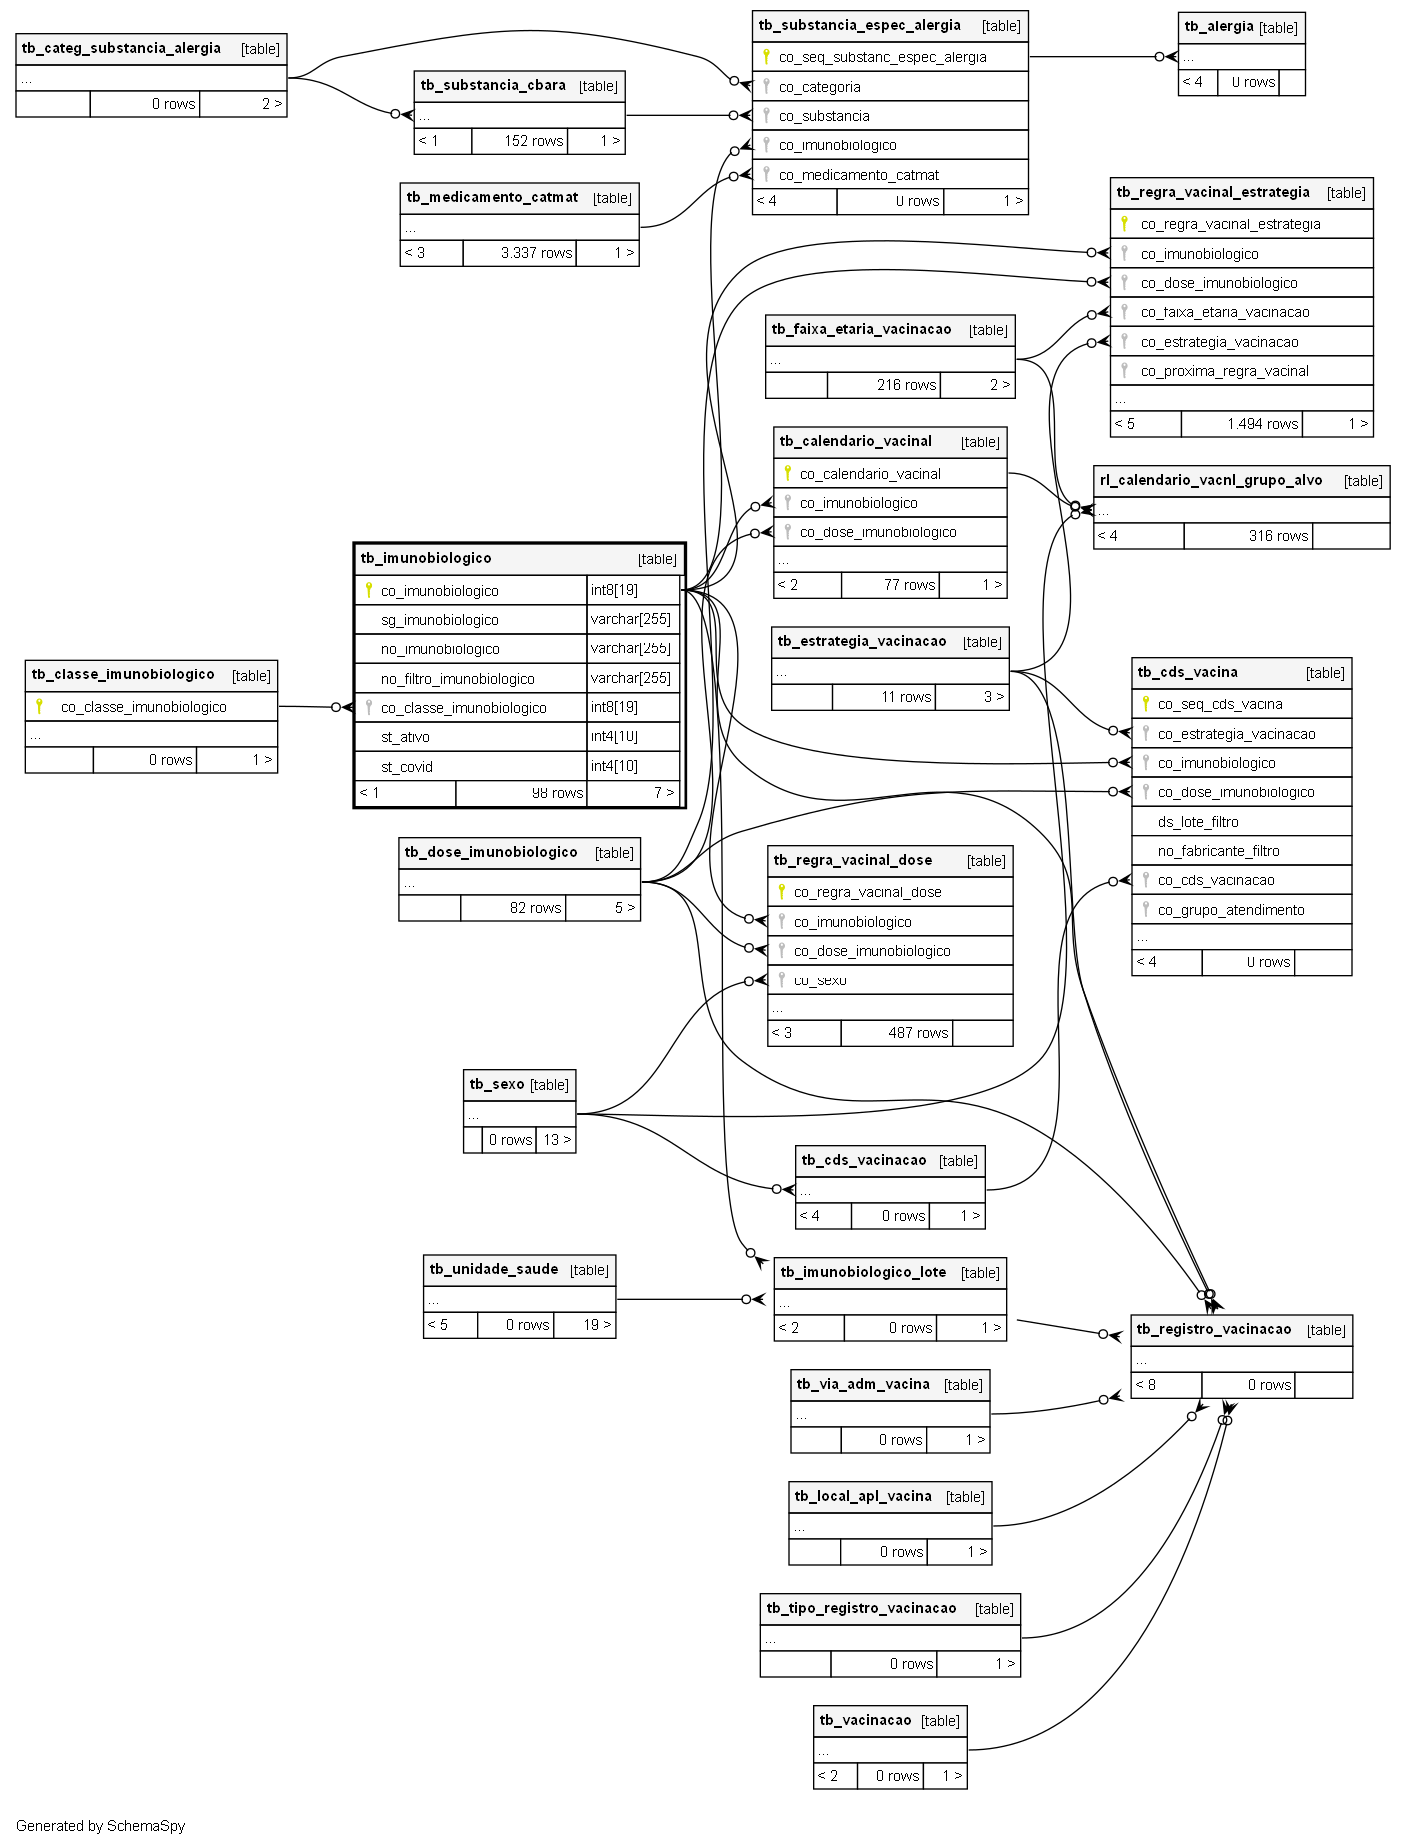 tb_categ_substancia_alergia [table]
...
0 rows 2 >
tb_substancia_cbara [table]
...
< 1 152 rows 1 >
tb_medicamento_catmat [table]
...
< 3 3.337 rows 1 >
tb_substancia_espec_alergia [table]
co_seq_substanc_espec_alergia
co_categoria
co_substancia
co_imunobiologico
co_medicamento_catmat
< 4 0 rows 1 >
tb_alergia [table]
...
< 4 0 rows
tb_regra_vacinal_estrategia [table]
co_regra_vacinal_estrategia
co_imunobiologico
co_dose_imunobiologico
co_faixa_etaria_vacinacao
co_estrategia_vacinacao
co_proxima_regra_vacinal
...
< 5 1.494 rows 1 >
tb_faixa_etaria_vacinacao [table]
...
216 rows 2 >
tb_calendario_vacinal [table]
co_calendario_vacinal
co_imunobiologico
co_dose_imunobiologico
...
< 2 77 rows 1 >
rl_calendario_vacnl_grupo_alvo [table]
...
< 4 316 rows
tb_imunobiologico [table]
co_imunobiologico int8[19]
sg_imunobiologico varchar[255]
no_imunobiologico varchar[255]
no_filtro_imunobiologico varchar[255]
co_classe_imunobiologico int8[19]
st_ativo int4[10]
st_covid int4[10]
< 1 98 rows 7 >
tb_classe_imunobiologico [table]
co_classe_imunobiologico
...
0 rows 1 >
tb_estrategia_vacinacao [table]
...
11 rows 3 >
tb_cds_vacina [table]
co_seq_cds_vacina
co_estrategia_vacinacao
co_imunobiologico
co_dose_imunobiologico
ds_lote_filtro
no_fabricante_filtro
co_cds_vacinacao
co_grupo_atendimento
...
< 4 0 rows
tb_dose_imunobiologico [table]
...
82 rows 5 >
tb_regra_vacinal_dose [table]
co_regra_vacinal_dose
co_imunobiologico
co_dose_imunobiologico
co_sexo
...
< 3 487 rows
tb_sexo [table]
...
0 rows 13 >
tb_cds_vacinacao [table]
...
< 4 0 rows 1 >
tb_unidade_saude [table]
...
< 5 0 rows 19 >
tb_imunobiologico_lote [table]
...
< 2 0 rows 1 >
tb_registro_vacinacao [table]
...
< 8 0 rows
tb_via_adm_vacina [table]
...
0 rows 1 >
tb_local_apl_vacina [table]
...
0 rows 1 >
tb_tipo_registro_vacinacao [table]
...
0 rows 1 >
tb_vacinacao [table]
...
< 2 0 rows 1 >
Generated by SchemaSpy